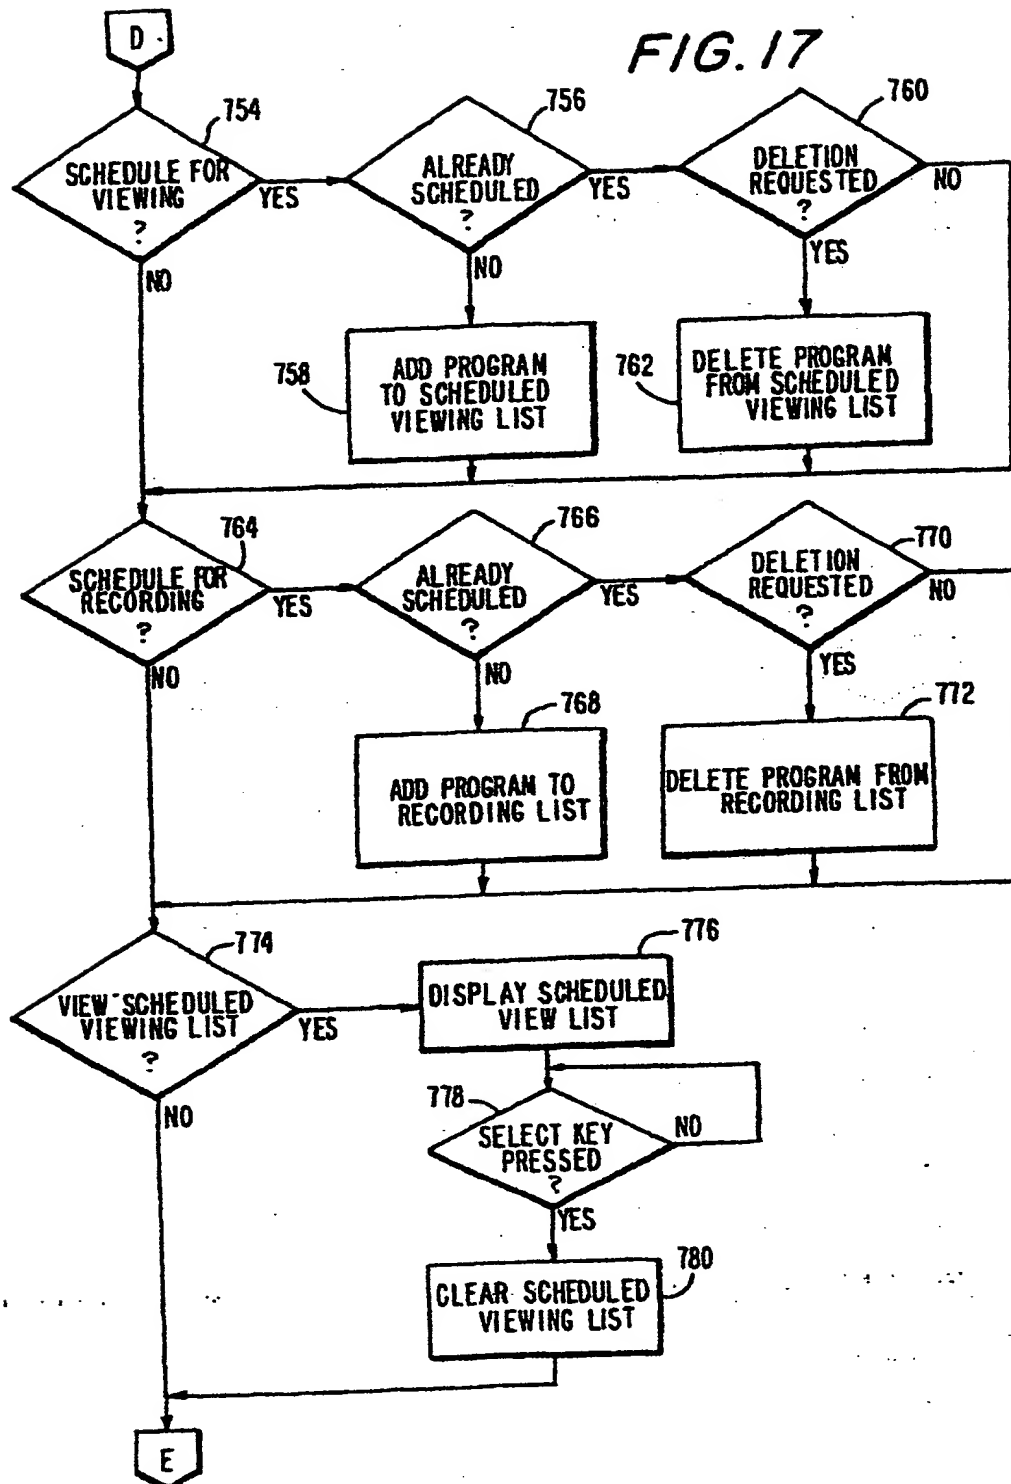 D
FIG. 17
754
SCHEDULE FOR
VIEWING
?
YES
NO
756
ALREADY
SCHEDULED
?
YES
NO
760
DELETION
REQUESTED
?
NO
YES
758
ADD PROGRAM
TO SCHEDULED
VIEWING LIST
762
DELETE PROGRAM
FROM SCHEDULED
VIEWING LIST
764
SCHEDULE FOR
RECORDING
?
YES
NO
766
ALREADY
SCHEDULED
?
YES
NO
770
DELETION
REQUESTED
?
NO
YES
768
ADD PROGRAM TO
RECORDING LIST
772
DELETE PROGRAM FROM
RECORDING LIST
774
VIEW SCHEDULED
VIEWING LIST
?
YES
NO
776
DISPLAY SCHEDULED
VIEW LIST
778
SELECT KEY
PRESSED
?
NO
YES
780
CLEAR SCHEDULED
VIEWING LIST
E